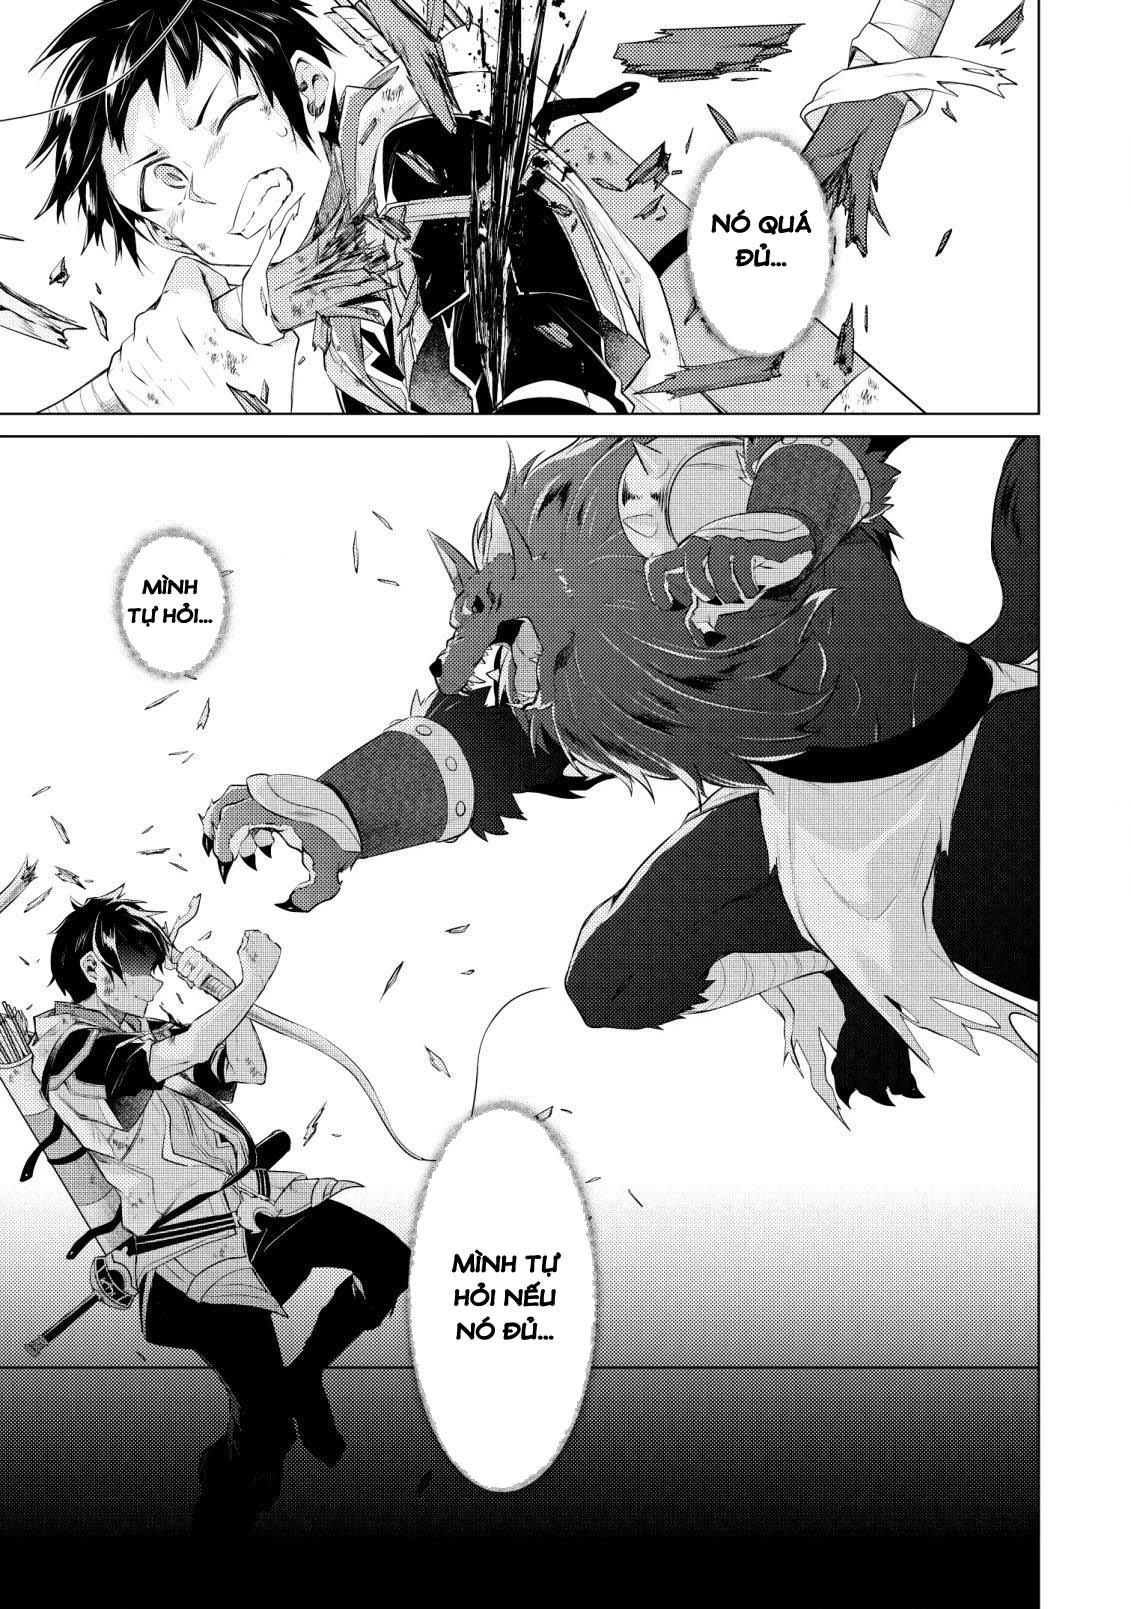 NÓ QUÁ
ĐỦ...
MÌNH
TỰ HỎI...
MÌNH TỰ
HỎI NẾU
NÓ ĐỦ...